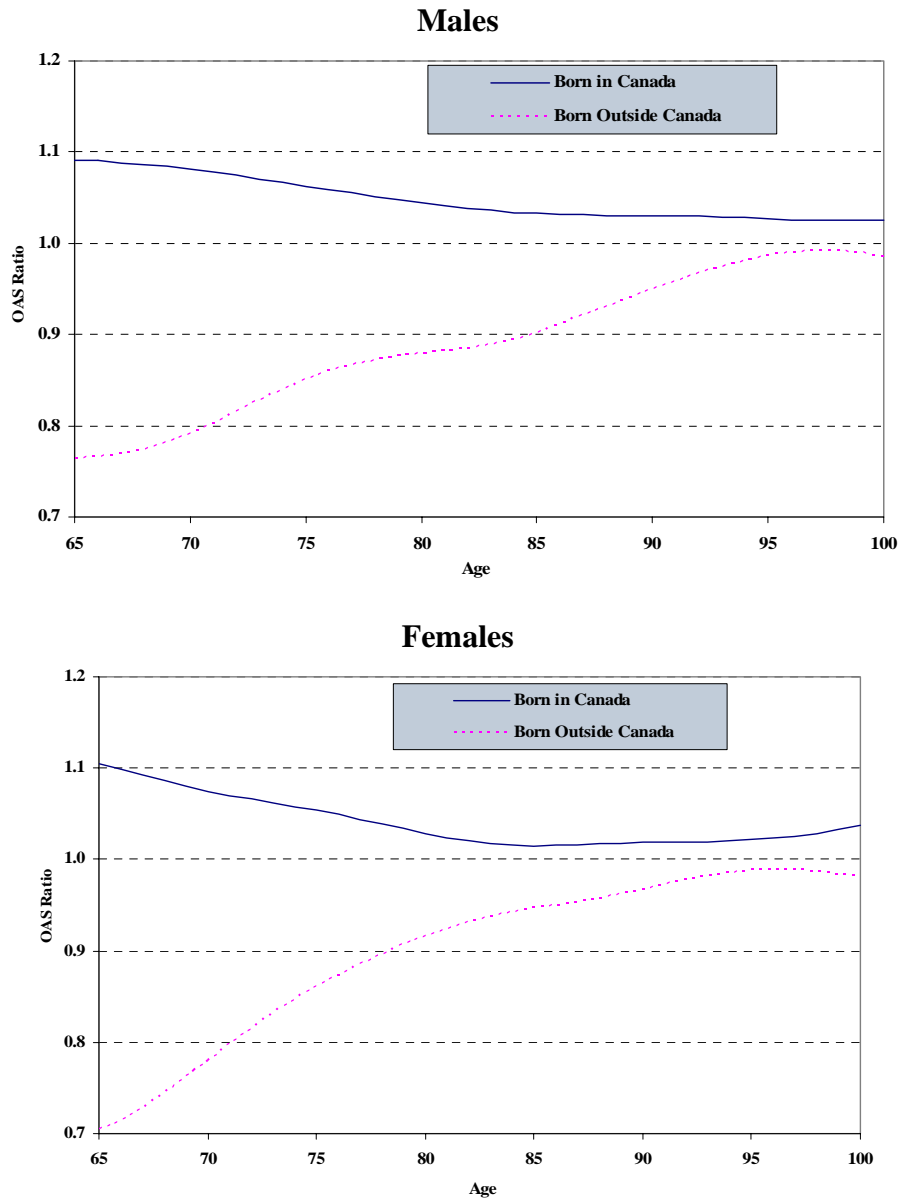 Males
1.2
Born in Canada
Born Outside Canada
1.1
1.0
OAS Ratio
0.9
0.8
0.7
65 70 75 80 85 90 95 100
Age
Females
1.2
Born in Canada
Born Outside Canada
1.1
1.0
OAS Ratio
0.9
0.8
0.7
65 70 75 80 85 90 95 100
Age